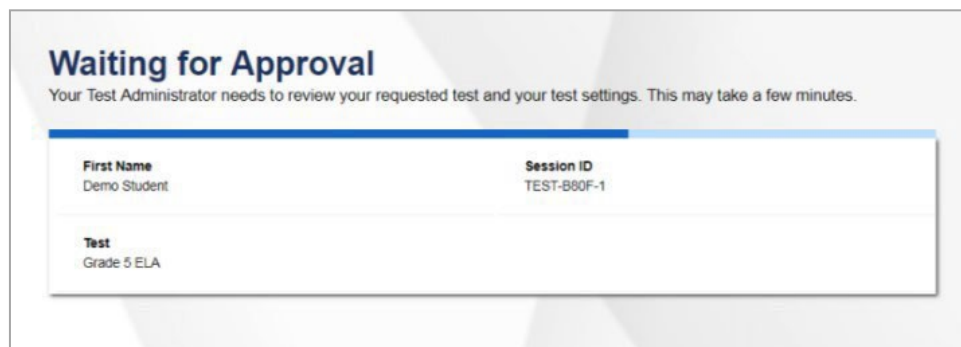 Waiting for Approval
Your Test Administrator needs to review your requested test and your test settings. This may take a few minutes.
First Name
Demo Student
Session ID
TEST-B80F-1
Test
Grade 5 ELA